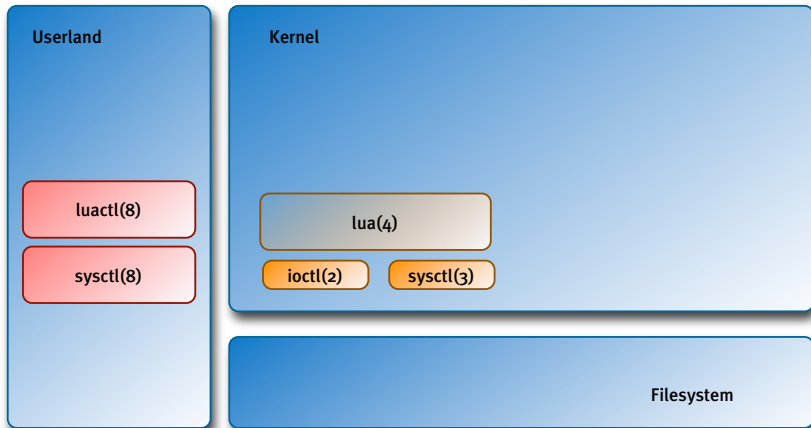 Userland
Kernel
luactl(8)
lua(4)
sysctl(8)
ioctl(2)
sysctl(3)
Filesystem